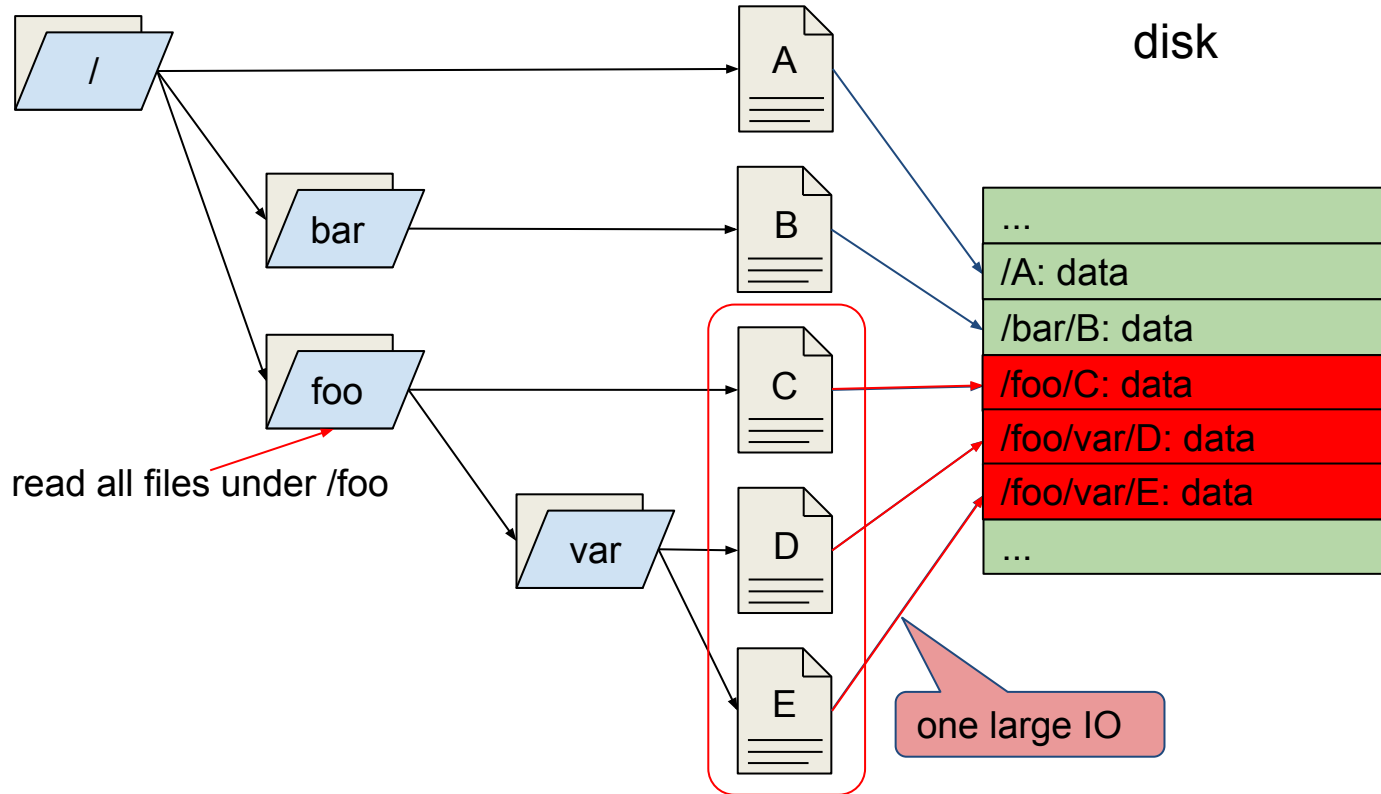 disk
/
A
bar
B
foo
C
read all files under /foo
var
D
E
...
/A: data
/bar/B: data
/foo/C: data
/foo/var/D: data
/foo/var/E: data
...
one large IO